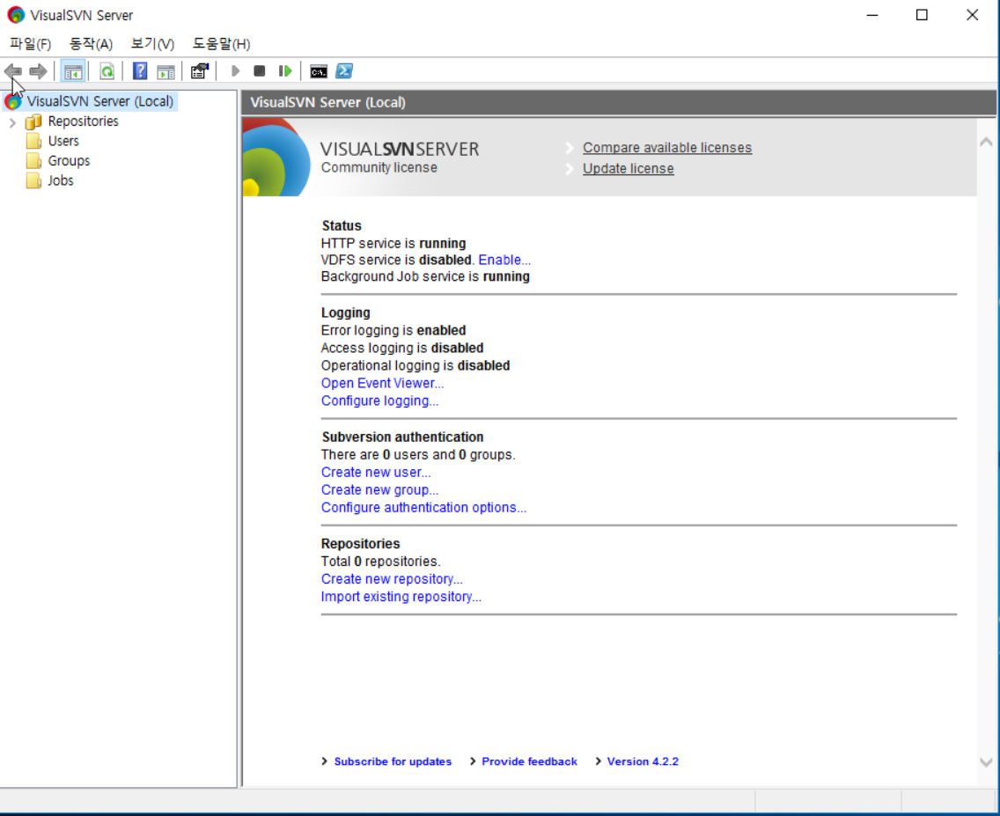 VisualSVN Server
파일(F) 동작(A) 보기(V) 도움말(H)
VisualSVN Server (Local)
Repositories
Users
Groups
Jobs
VisualSVN Server (Local)
VISUALSVNSERVER
Community license
Compare available licenses
Update license
Status
HTTP service is running
VDFS service is disabled. Enable...
Background Job service is running
Logging
Error logging is enabled
Access logging is disabled
Operational logging is disabled
Open Event Viewer...
Configure logging...
Subversion authentication
There are 0 users and 0 groups.
Create new user...
Create new group...
Configure authentication options...
Repositories
Total 0 repositories.
Create new repository...
Import existing repository...
Subscribe for updates Provide feedback Version 4.2.2